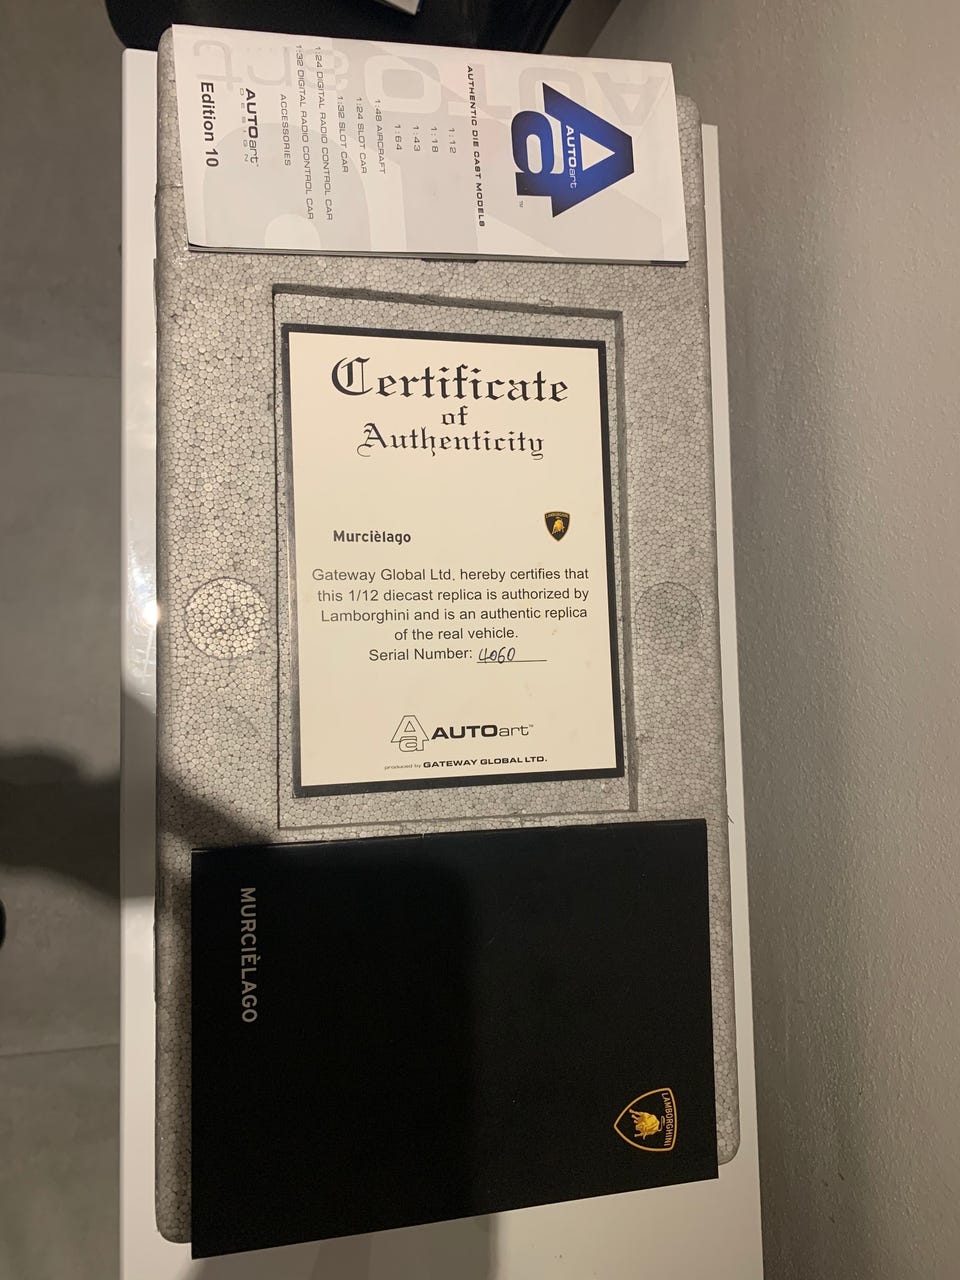 AUTOart
TM
AUTHENTIC DIE CAST MODELS
1:12
1:18
1:43
1:64
1:48 AIRCRAFT
1:24 SLOT CAR
1:32 SLOT CAR
1:24 DIGITAL RADIO CONTROL CAR
1:32 DIGITAL RADIO CONTROL CAR
ACCESSORIES
AUTOart
DESIGN
Edition 10
Certificate
of
Authenticity
LAMBORGHINI
Murcièlago
Gateway Global Ltd. hereby certifies that
this 1/12 diecast replica is authorized by
Lamborghini and is an authentic replica
of the real vehicle.
Serial Number: 4060
AUTOart™
produced by GATEWAY GLOBAL LTD.
MURCIÈLAGO
LAMBORGHINI